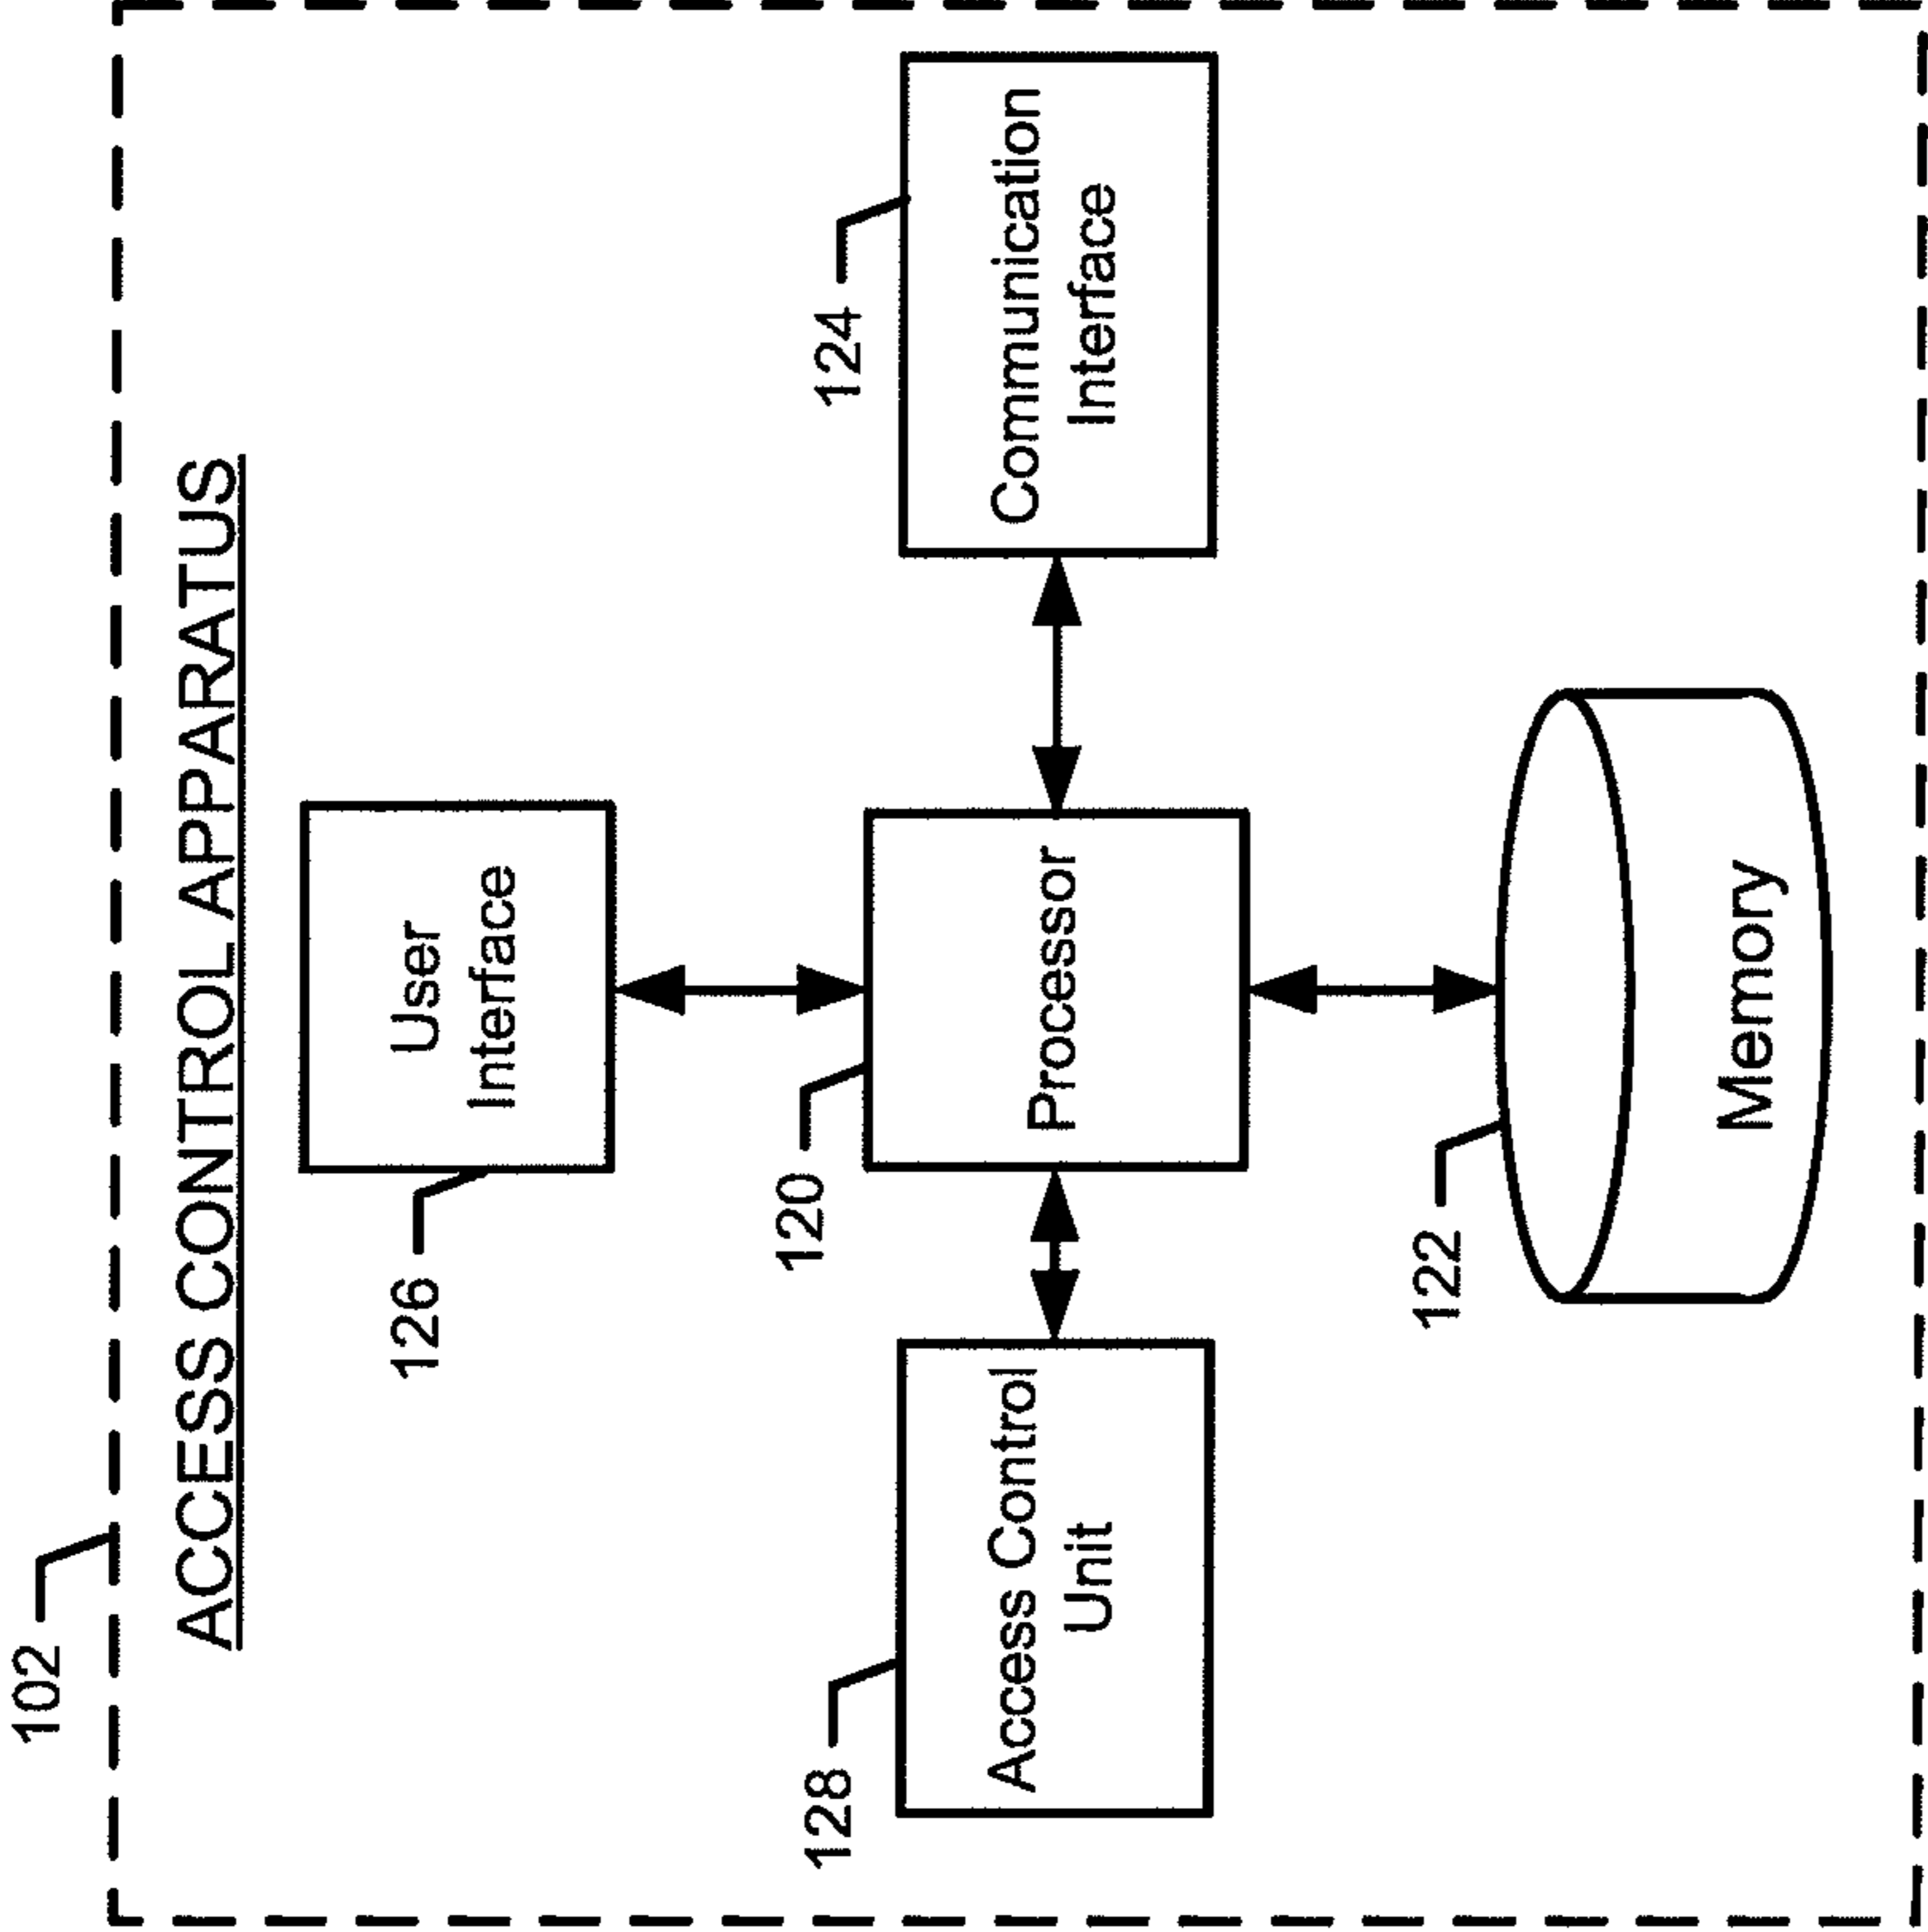 102
ACCESS CONTROL APPARATUS
126
User
Interface
128
Access Control
Unit
120
Processor
124
Communication
Interface
122
Memory